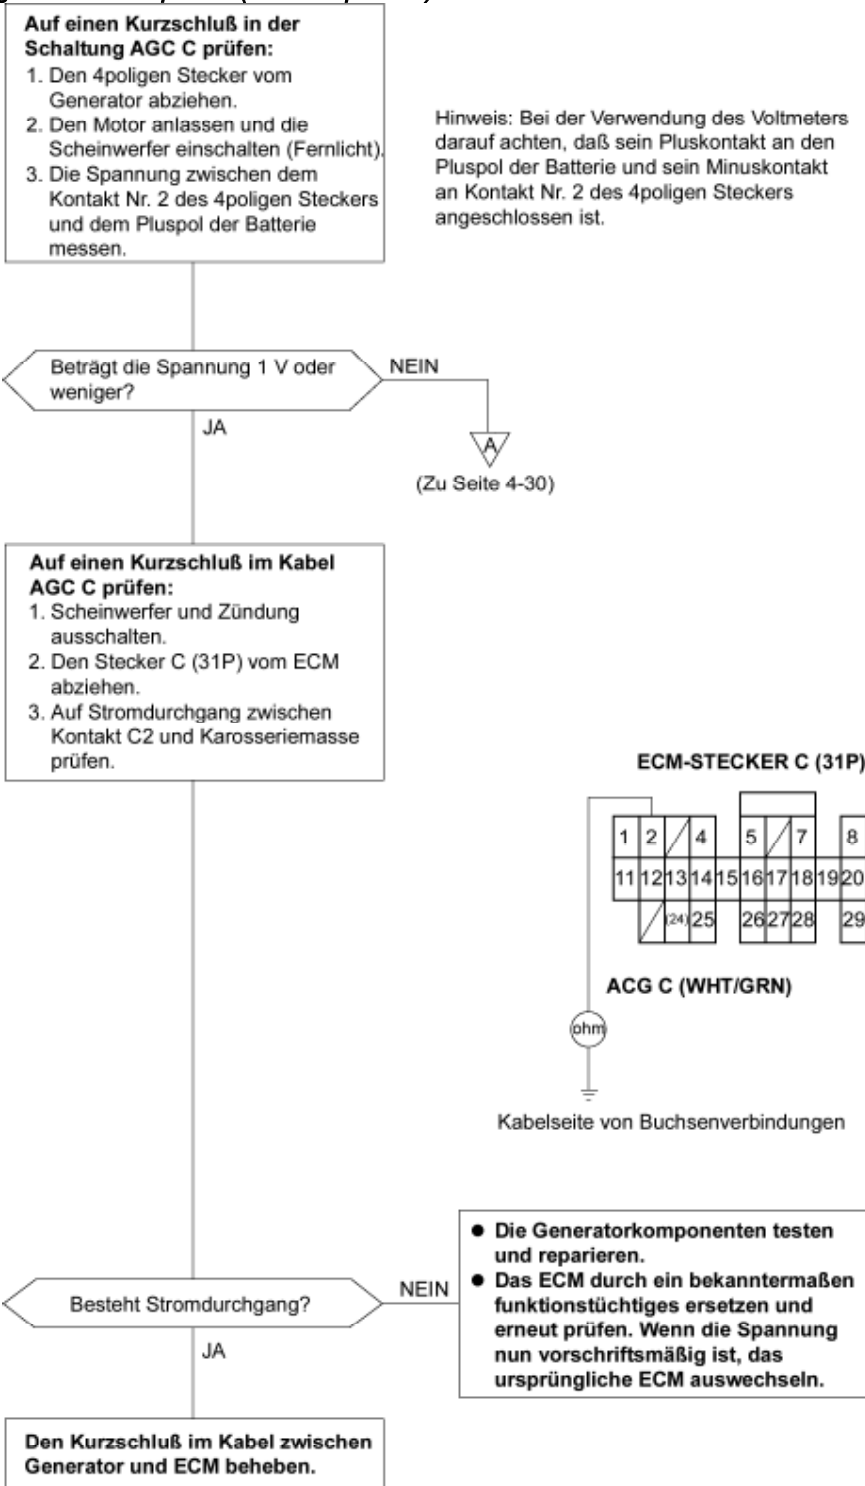 Auf einen Kurzschluß in der
Schaltung AGC C prüfen:
1. Den 4poligen Stecker vom
Generator abziehen.
2. Den Motor anlassen und die
Scheinwerfer einschalten (Fernlicht).
3. Die Spannung zwischen dem
Kontakt Nr. 2 des 4poligen Steckers
und dem Pluspol der Batterie
messen.
Hinweis: Bei der Verwendung des Voltmeters
darauf achten, daß sein Pluskontakt an den
Pluspol der Batterie und sein Minuskontakt
an Kontakt Nr. 2 des 4poligen Steckers
angeschlossen ist.
Beträgt die Spannung 1 V oder
weniger?
NEIN
JA
A
(Zu Seite 4-30)
Auf einen Kurzschluß im Kabel
AGC C prüfen:
1. Scheinwerfer und Zündung
ausschalten.
2. Den Stecker C (31P) vom ECM
abziehen.
3. Auf Stromdurchgang zwischen
Kontakt C2 und Karosseriemasse
prüfen.
ECM-STECKER C (31P)
1 2 4 5 7 8
11 12 13 14 15 16 17 18 19 20
(24) 25 26 27 28 29
ACG C (WHT/GRN)
ohm
Kabelseite von Buchsenverbindungen
Besteht Stromdurchgang?
NEIN
● Die Generatorkomponenten testen
und reparieren.
● Das ECM durch ein bekanntermaßen
funktionstüchtiges ersetzen und
erneut prüfen. Wenn die Spannung
nun vorschriftsmäßig ist, das
ursprüngliche ECM auswechseln.
JA
Den Kurzschluß im Kabel zwischen
Generator und ECM beheben.